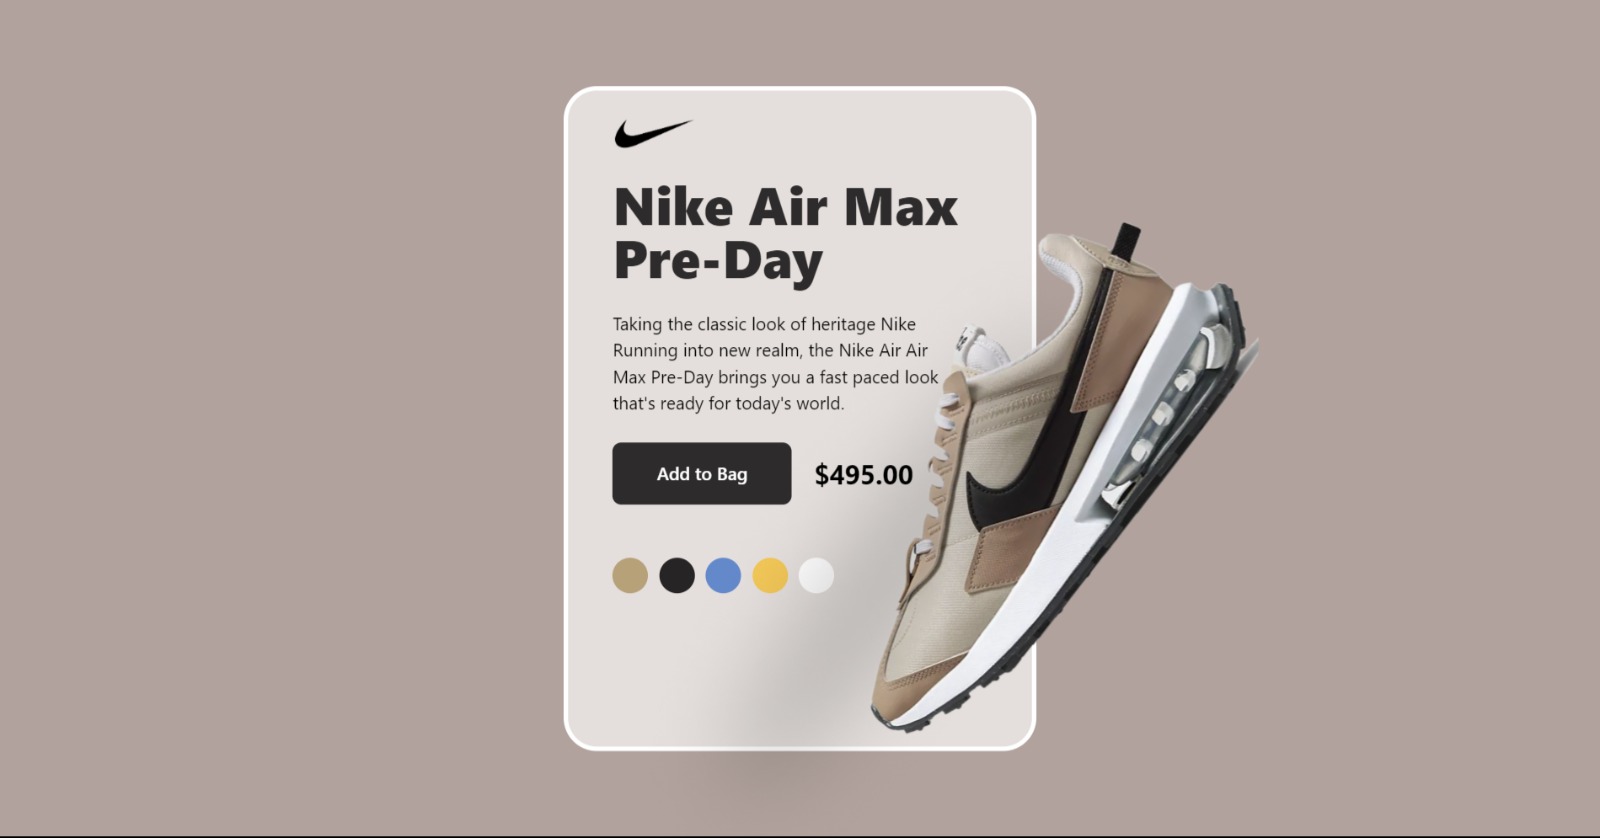 Nike Air Max
Pre-Day
Taking the classic look of heritage Nike
Running into new realm, the Nike Air Air
Max Pre-Day brings you a fast paced look
that's ready for today's world.
Add to Bag
$495.00